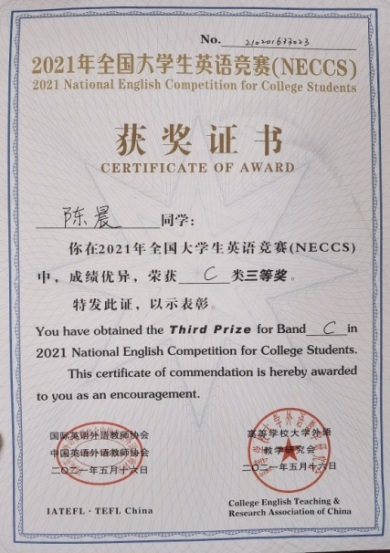 No. 210201633023
2021年全国大学生英语竞赛(NECCS)
2021 National English Competition for College Students
获奖证书
CERTIFICATE OF AWARD
陈晨 同学:
你在2021年全国大学生英语竞赛(NECCS)
中，成绩优异，荣获 C 类三等奖。
特发此证，以示表彰。
You have obtained the Third Prize for Band C in
2021 National English Competition for College Students.
This certificate of commendation is hereby awarded
to you as an encouragement.
国际英语外语教师协会
中国英语外语教师协会
二〇二一年五月十六日
IATEFL·TEFL China
高等学校大学外语
教学研究会
二〇二一年五月十六日
College English Teaching &
Research Association of China